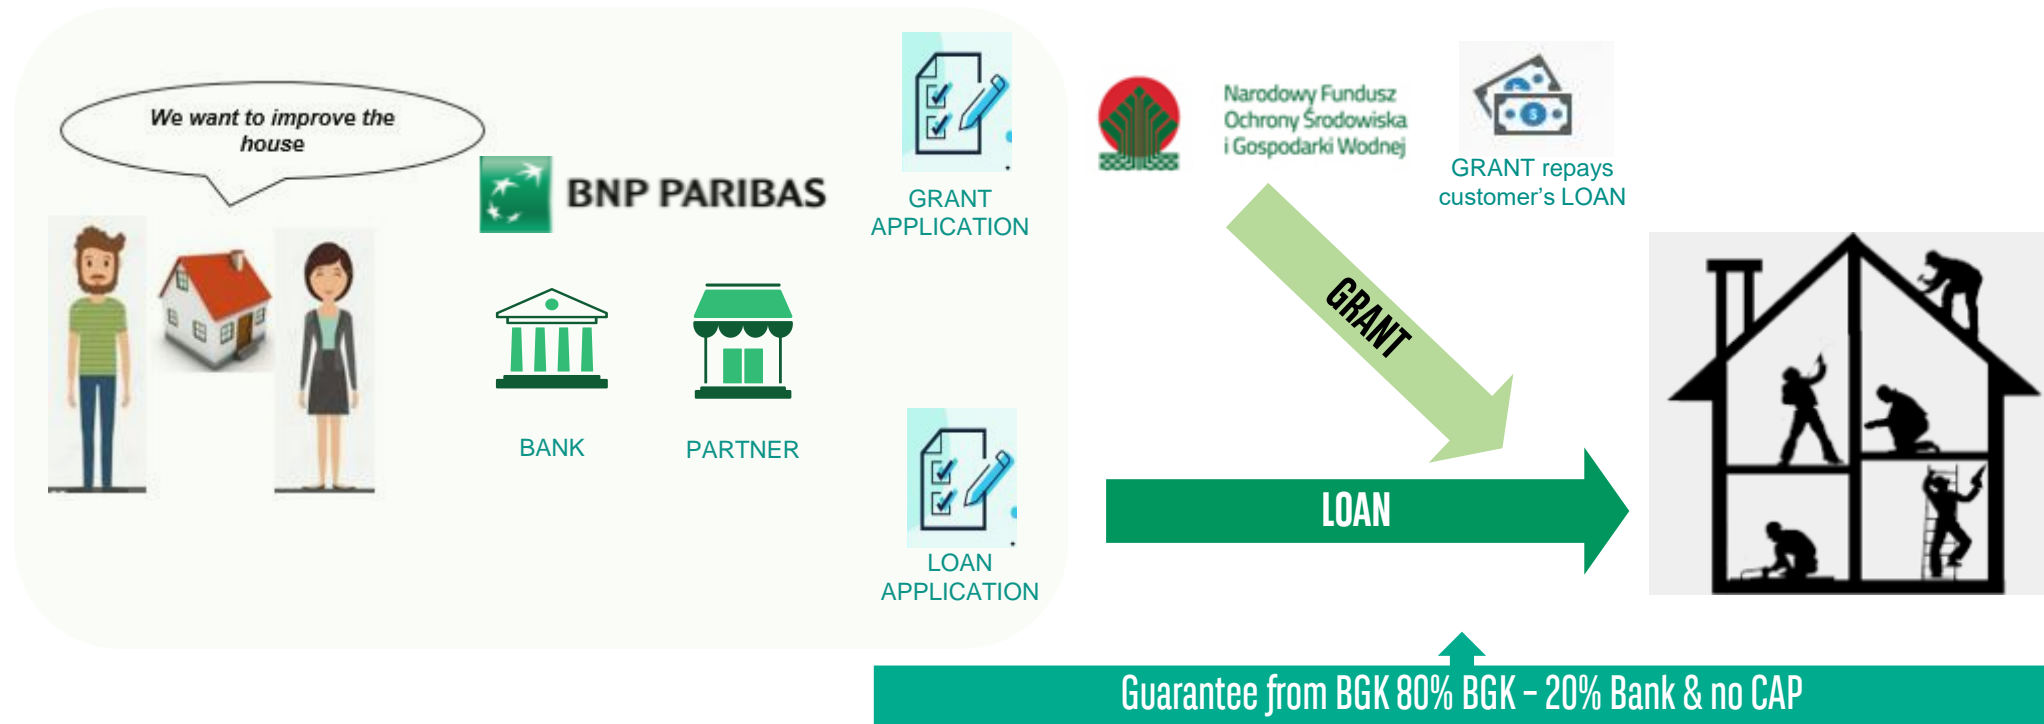 We want to improve the
house
BNP PARIBAS
BANK
PARTNER
GRANT
APPLICATION
LOAN
APPLICATION
Narodowy Fundusz
Ochrony Środowiska
i Gospodarki Wodnej
GRANT repays
customer's LOAN
GRANT
LOAN
Guarantee from BGK 80% BGK – 20% Bank & no CAP